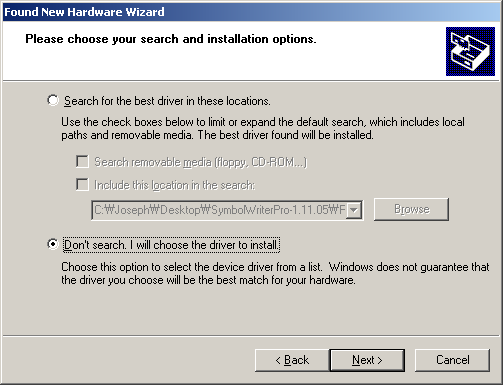 Found New Hardware Wizard
Please choose your search and installation options.
Search for the best driver in these locations.
Use the check boxes below to limit or expand the default search, which includes local
paths and removable media. The best driver found will be installed.
Search removable media (floppy, CD-ROM...)
Include this location in the search:
C:₩Joseph₩Desktop₩SymbolWriterPro-1.11.05₩F
Browse
Don't search. I will choose the driver to install.
Choose this option to select the device driver from a list. Windows does not guarantee that
the driver you choose will be the best match for your hardware.
< Back
Next >
Cancel